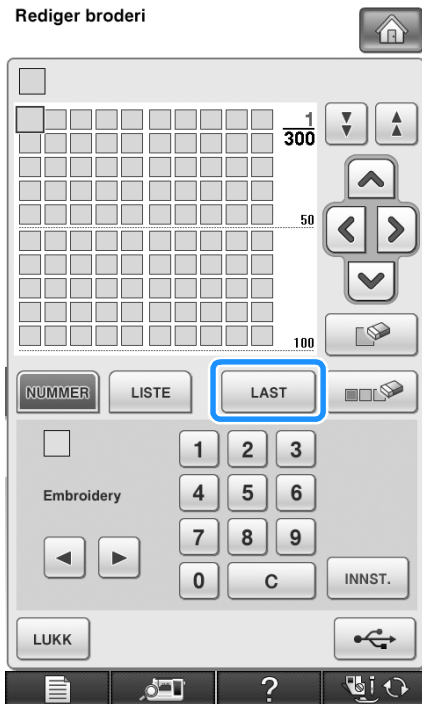 Rediger broderi
1
300
50
100
NUMMER LISTE LAST
1 2 3
Embroidery 4 5 6
7 8 9
0 C INNST.
LUKK
?